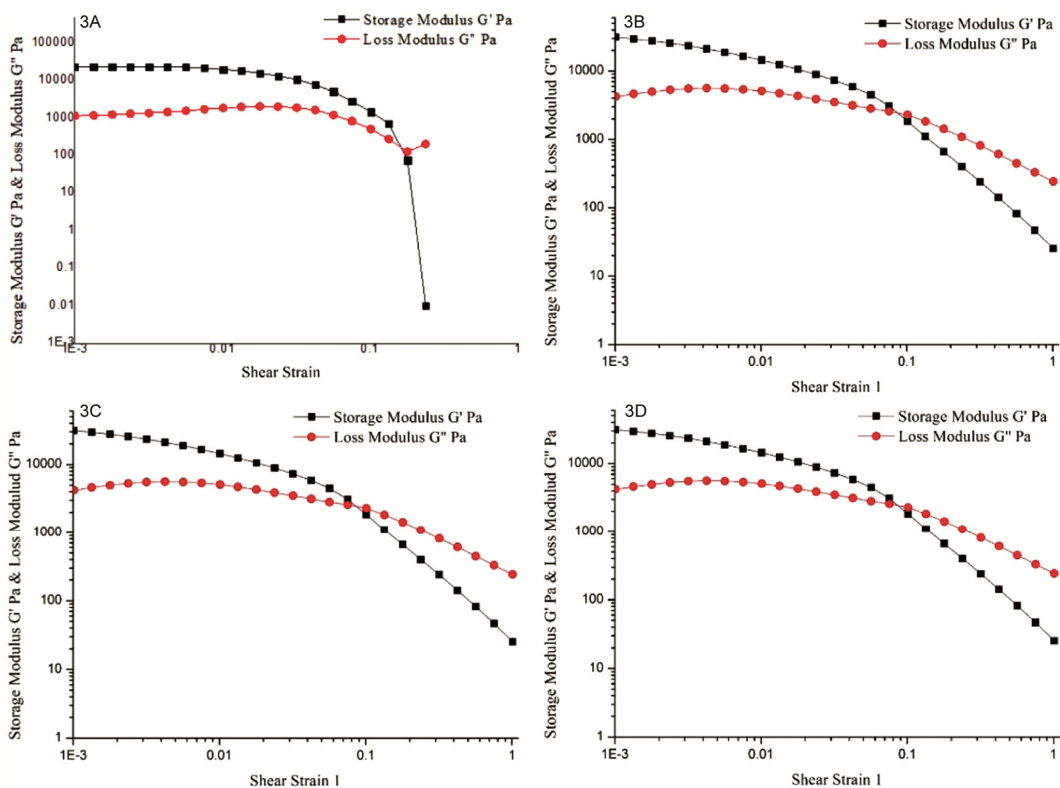 3A
Storage Modulus G' Pa
Loss Modulus G" Pa
100000
10000
1000
100
10
1
0.1
0.01
1E-3
1E-3
0.01
0.1
1
Storage Modulus G' Pa & Loss Modulus G" Pa
Shear Strain
3B
Storage Modulus G' Pa
Loss Modulus G'' Pa
10000
1000
100
10
1
1E-3
0.01
0.1
1
Storage Modulus G' Pa & Loss Modulud G'' Pa
Shear Strain 1
3C
Storage Modulus G' Pa
Loss Modulus G'' Pa
10000
1000
100
10
1
1E-3
0.01
0.1
1
Storage Modulus G' Pa & Loss Modulud G'' Pa
Shear Strain 1
3D
Storage Modulus G' Pa
Loss Modulus G'' Pa
10000
1000
100
10
1
1E-3
0.01
0.1
1
Storage Modulus G' Pa & Loss Modulud G'' Pa
Shear Strain 1